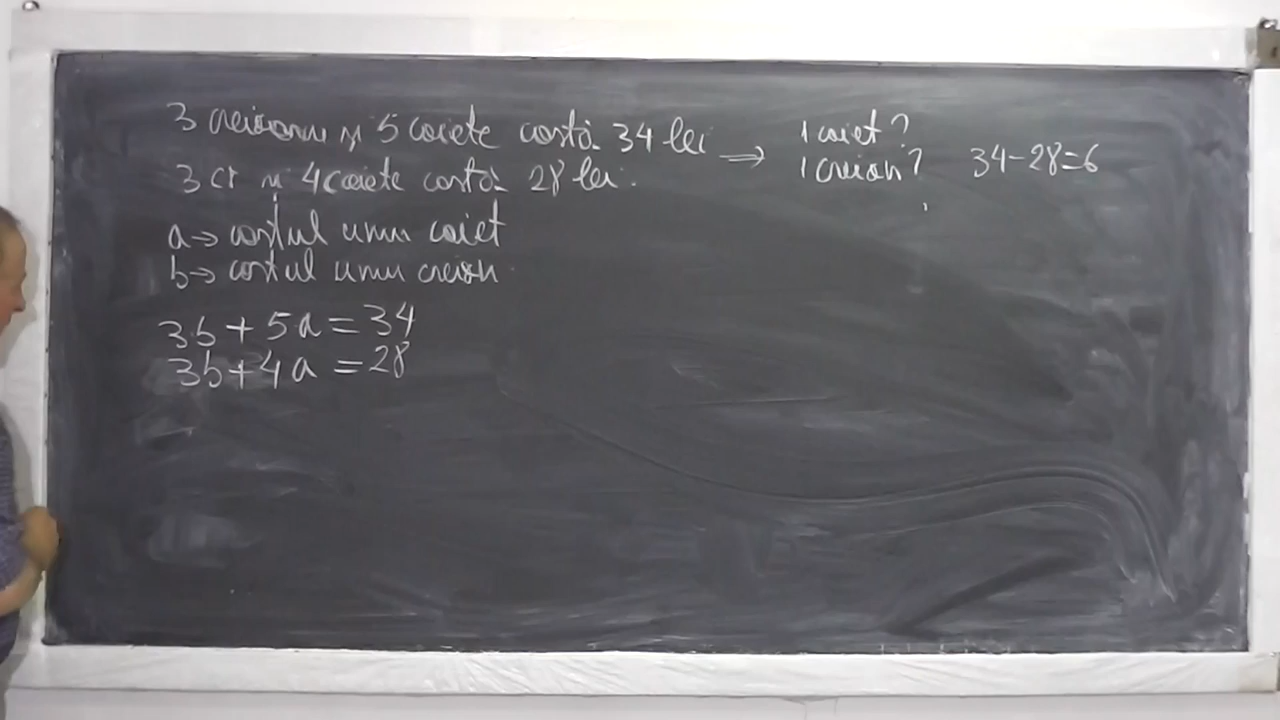 3 creioane și 5 caiete costă 34 lei ⇒ 1 caiet?
1 creion? 34-28=6
3 cr și 4 caiete costă 28 lei.
a→ costul unui caiet
b→ costul unui creion
3b+5a=34
3b+4a=28